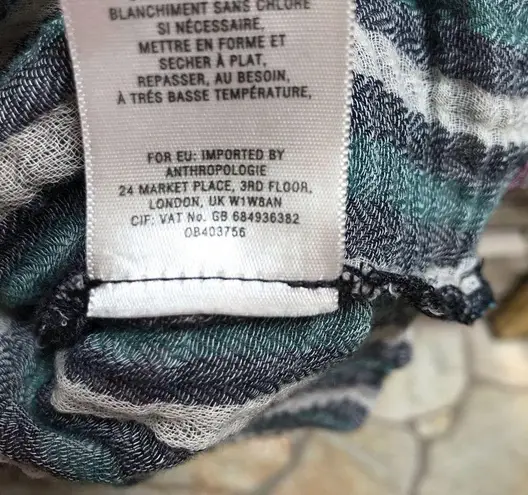 BLANCHIMENT SANS CHLORE
SI NÉCESSAIRE,
METTRE EN FORME ET
SECHER À PLAT,
REPASSER, AU BESOIN,
À TRÉS BASSE TEMPÉRATURE,
FOR EU: IMPORTED BY
ANTHROPOLOGIE
24 MARKET PLACE, 3RD FLOOR,
LONDON, UK W1W8AN
CIF: VAT No. GB 684936382
OB403756